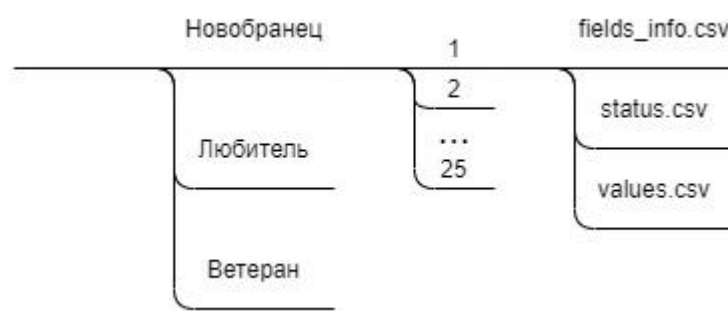 Новобранец
1
fields_info.csv
2
status.csv
Любитель
...
25
values.csv
Ветеран